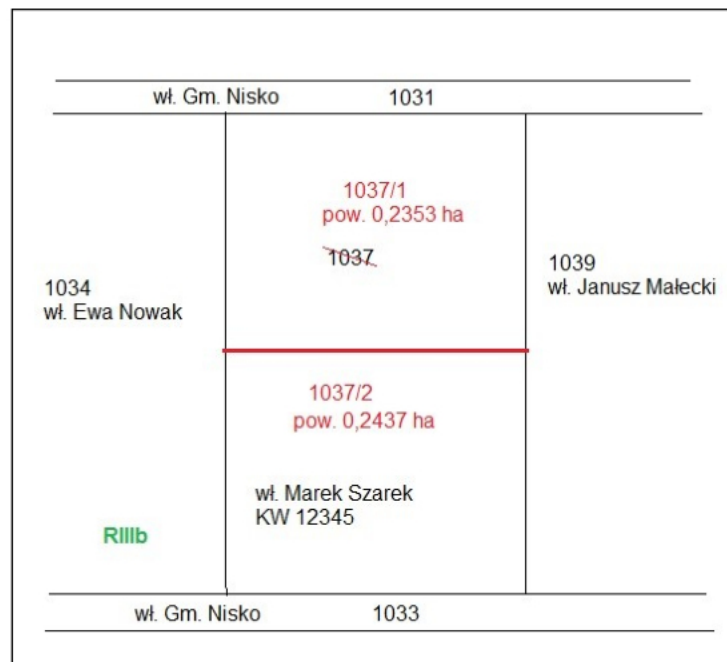 wł. Gm. Nisko 1031
1037/1
pow. 0,2353 ha
1037
1034
wł. Ewa Nowak
1039
wł. Janusz Małecki
1037/2
pow. 0,2437 ha
wł. Marek Szarek
KW 12345
RIIIb
wł. Gm. Nisko 1033